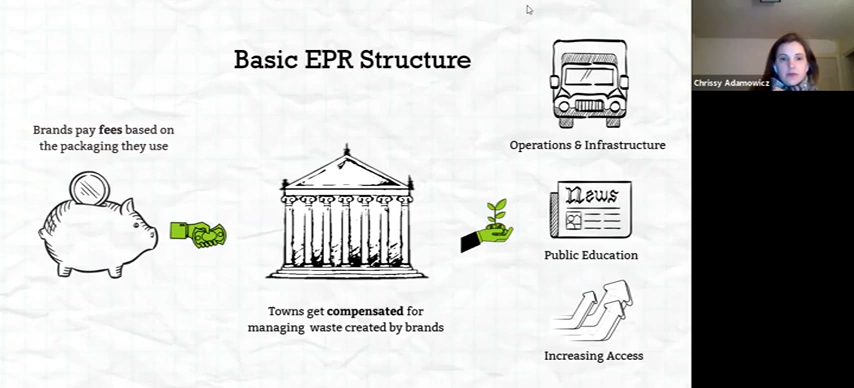 Basic EPR Structure
Brands pay fees based on
the packaging they use
Towns get compensated for
managing waste created by brands
Operations & Infrastructure
News
Public Education
Increasing Access
Chrissy Adamowicz